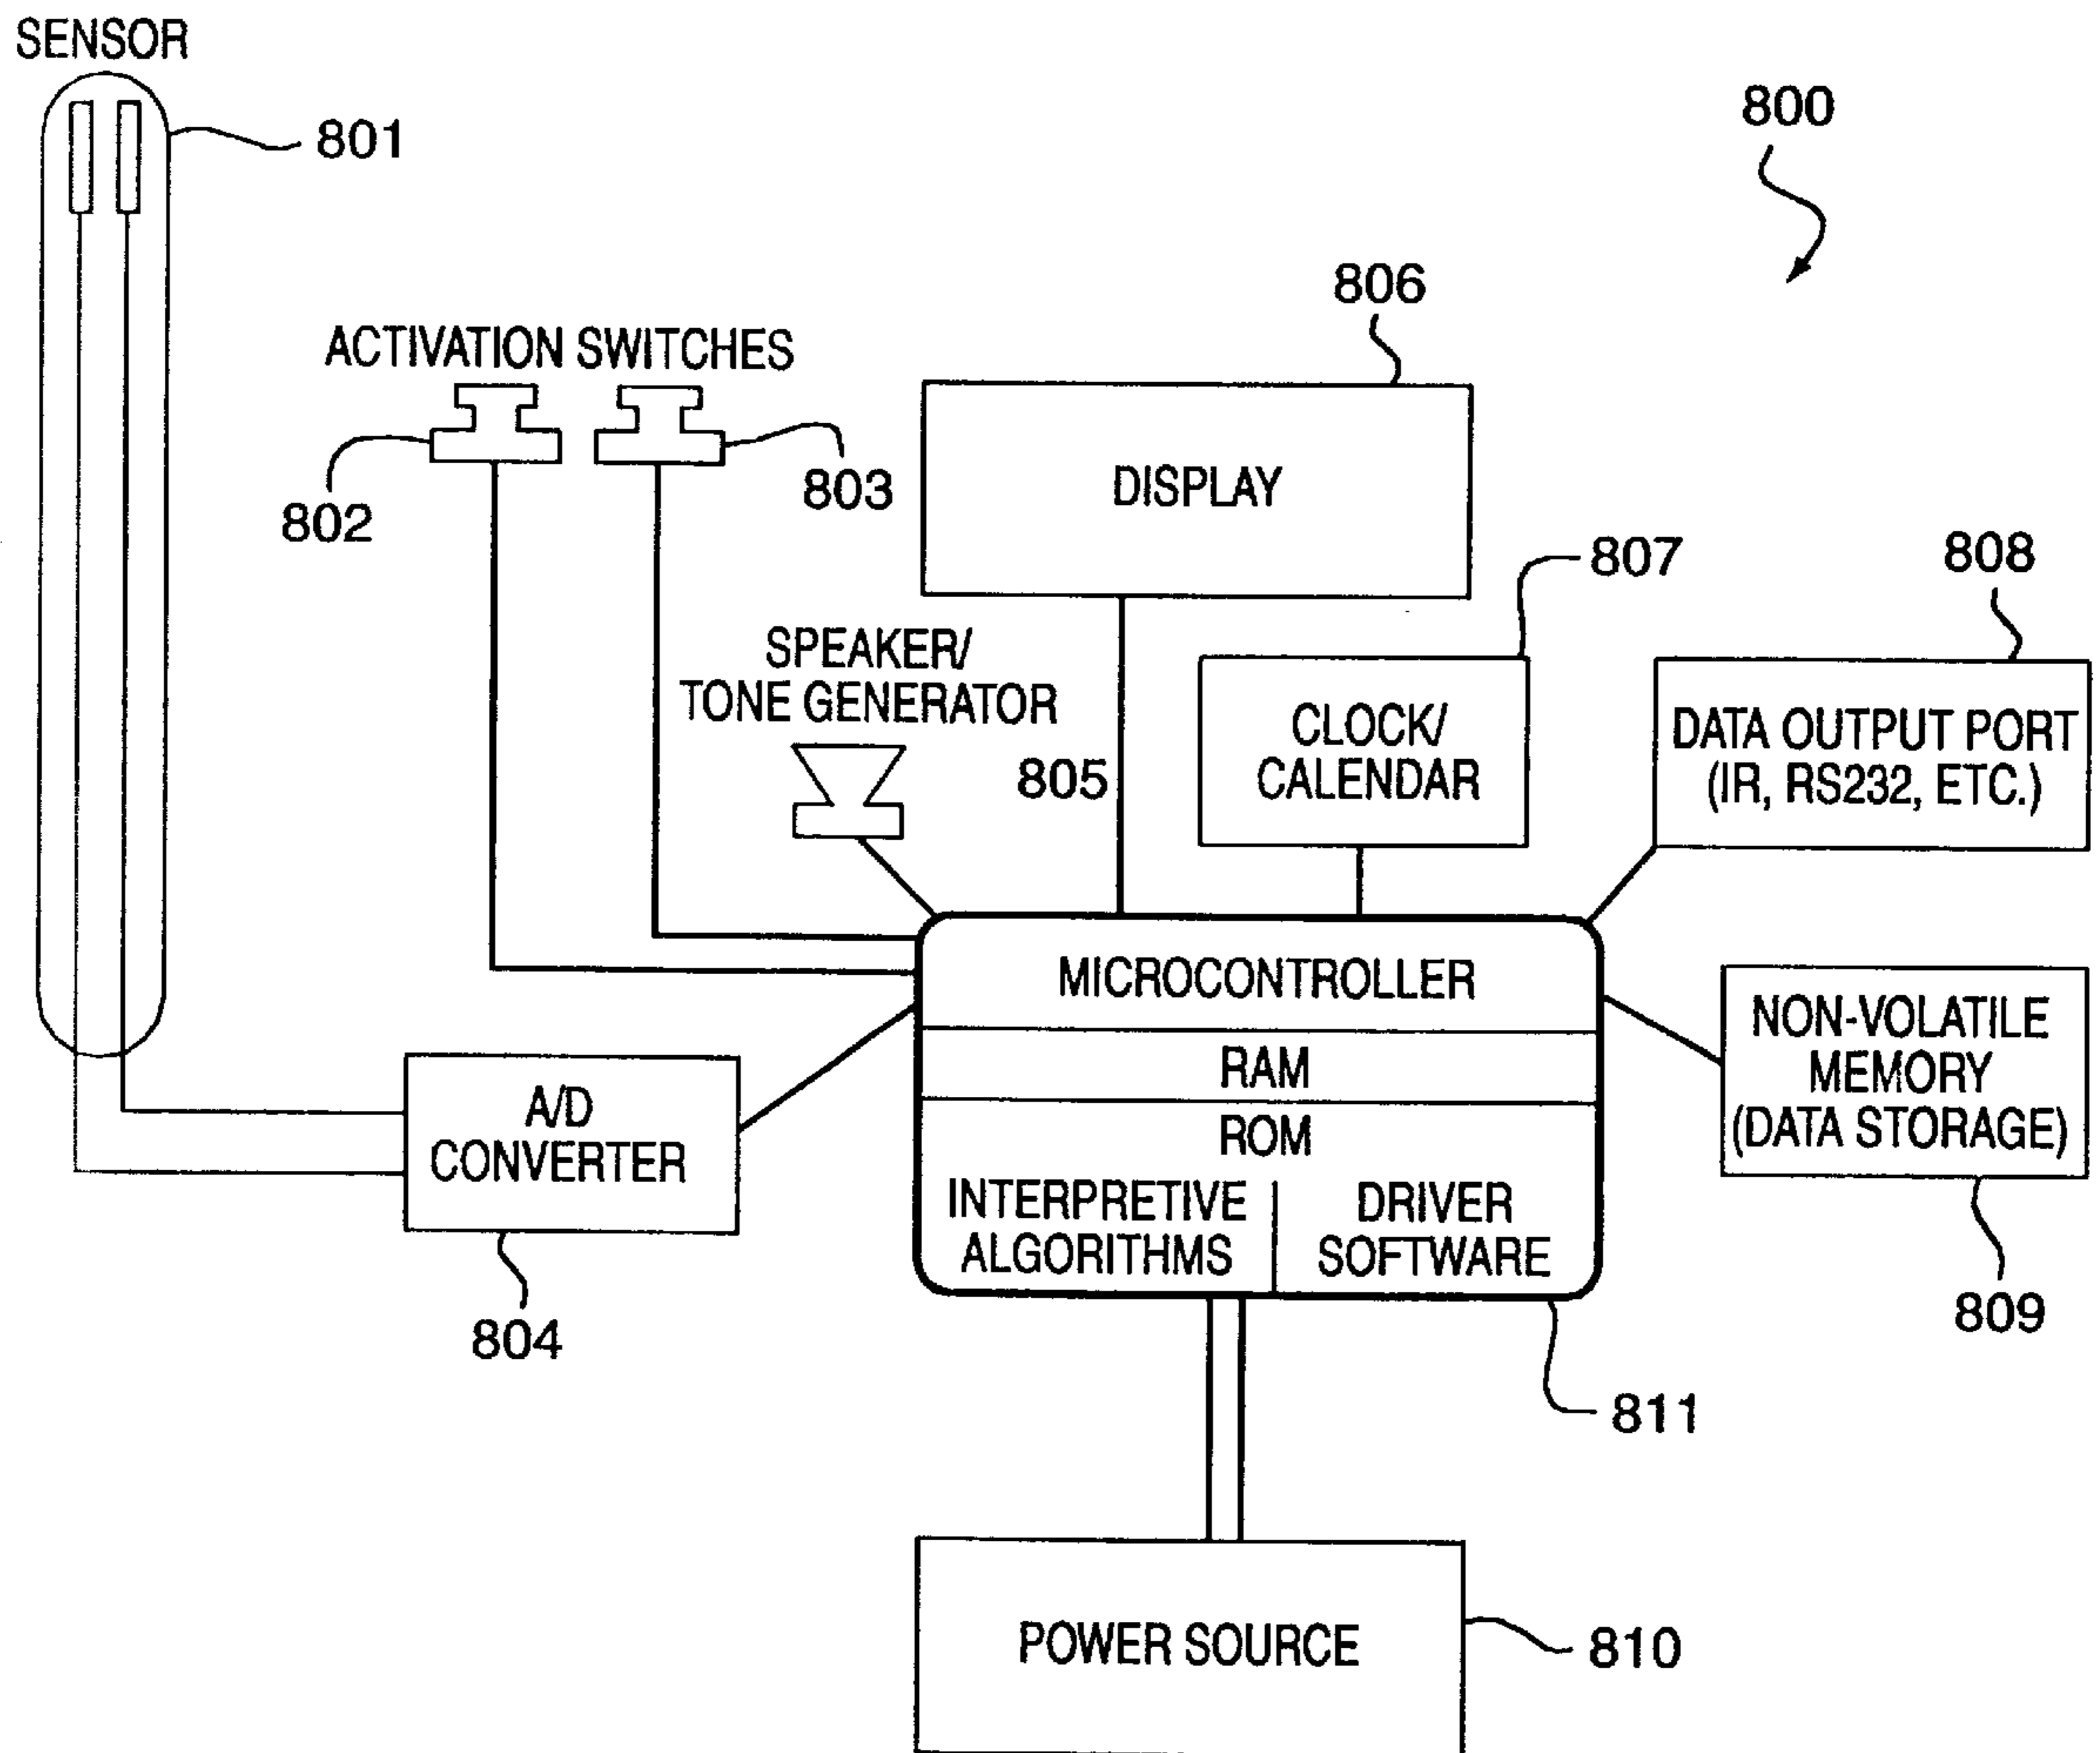 SENSOR
801
800
ACTIVATION SWITCHES
802
803
806
DISPLAY
807
808
SPEAKER/
TONE GENERATOR
805
CLOCK/
CALENDAR
DATA OUTPUT PORT
(IR, RS232, ETC.)
MICROCONTROLLER
RAM
ROM
INTERPRETIVE
ALGORITHMS
DRIVER
SOFTWARE
811
NON-VOLATILE
MEMORY
(DATA STORAGE)
809
A/D
CONVERTER
804
POWER SOURCE
810